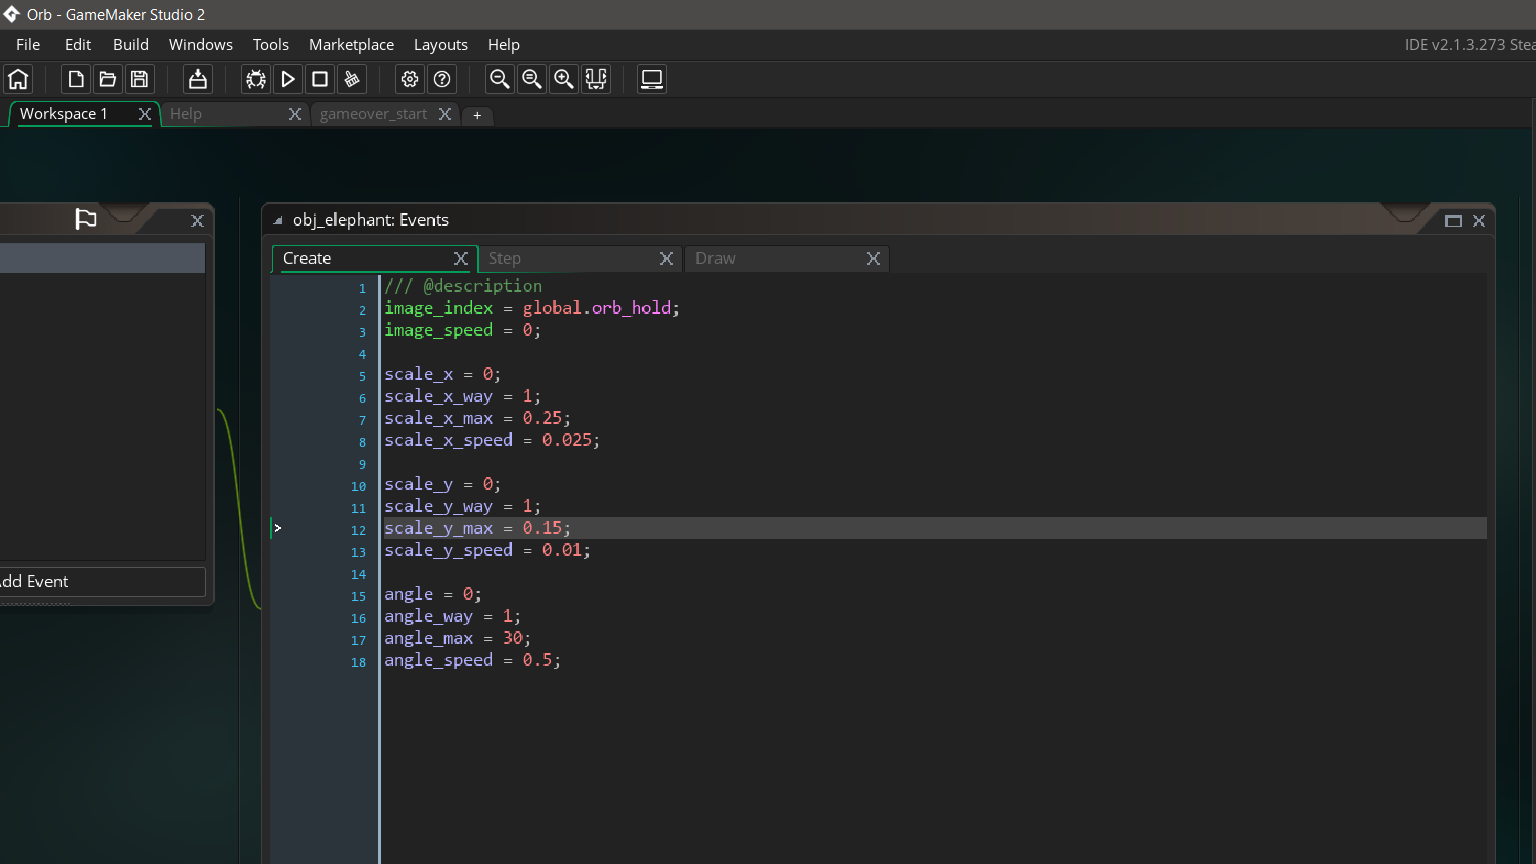 Orb - GameMaker Studio 2
File Edit Build Windows Tools Marketplace Layouts Help
IDE v2.1.3.273 Stea
Workspace 1 Help gameover_start +
obj_elephant: Events
Create Step Draw
1 /// @description
2 image_index = global.orb_hold;
3 image_speed = 0;
4
5 scale_x = 0;
6 scale_x_way = 1;
7 scale_x_max = 0.25;
8 scale_x_speed = 0.025;
9
10 scale_y = 0;
11 scale_y_way = 1;
> 12 scale_y_max = 0.15;
13 scale_y_speed = 0.01;
14
15 angle = 0;
16 angle_way = 1;
17 angle_max = 30;
18 angle_speed = 0.5;
dd Event